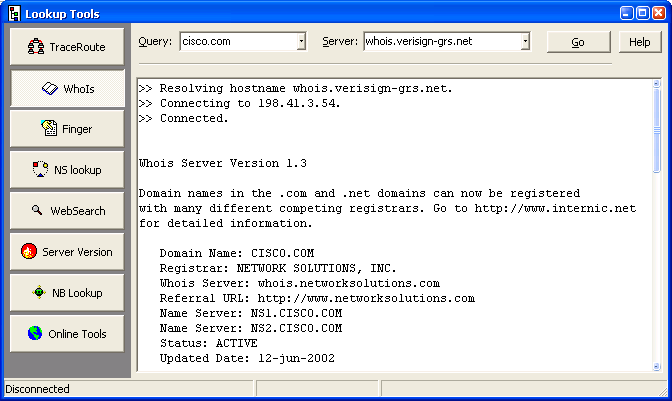 Lookup Tools
TraceRoute
WhoIs
Finger
NS lookup
WebSearch
Server Version
NB Lookup
Online Tools
Query: cisco.com Server: whois.verisign-grs.net Go Help
>> Resolving hostname whois.verisign-grs.net.
>> Connecting to 198.41.3.54.
>> Connected.
Whois Server Version 1.3
Domain names in the .com and .net domains can now be registered
with many different competing registrars. Go to http://www.internic.net
for detailed information.
Domain Name: CISCO.COM
Registrar: NETWORK SOLUTIONS, INC.
Whois Server: whois.networksolutions.com
Referral URL: http://www.networksolutions.com
Name Server: NS1.CISCO.COM
Name Server: NS2.CISCO.COM
Status: ACTIVE
Updated Date: 12-jun-2002
Disconnected